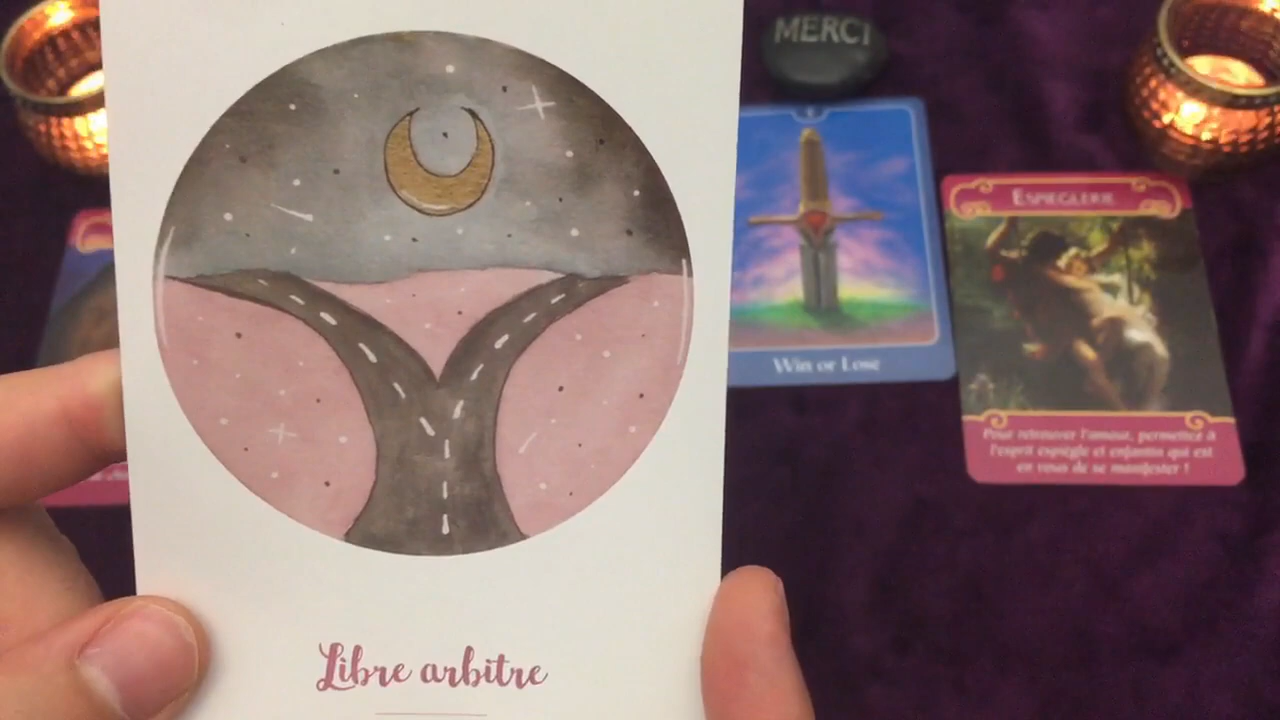 MERCI
Win or Lose
ESPIÈGLERIE
Pour retrouver l'amour, permettez à
l'esprit espiègle et enfantin qui est
en vous de se manifester !
Libre arbitre